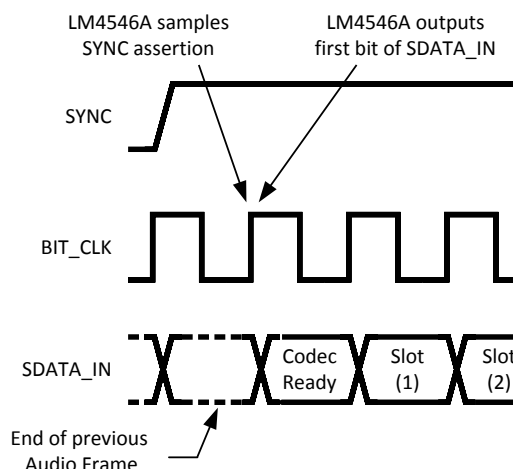 LM4546A samples
SYNC assertion
LM4546A outputs
first bit of SDATA_IN
SYNC
BIT_CLK
SDATA_IN
Codec
Ready
Slot
(1)
Slot
(2)
End of previous
Audio Frame